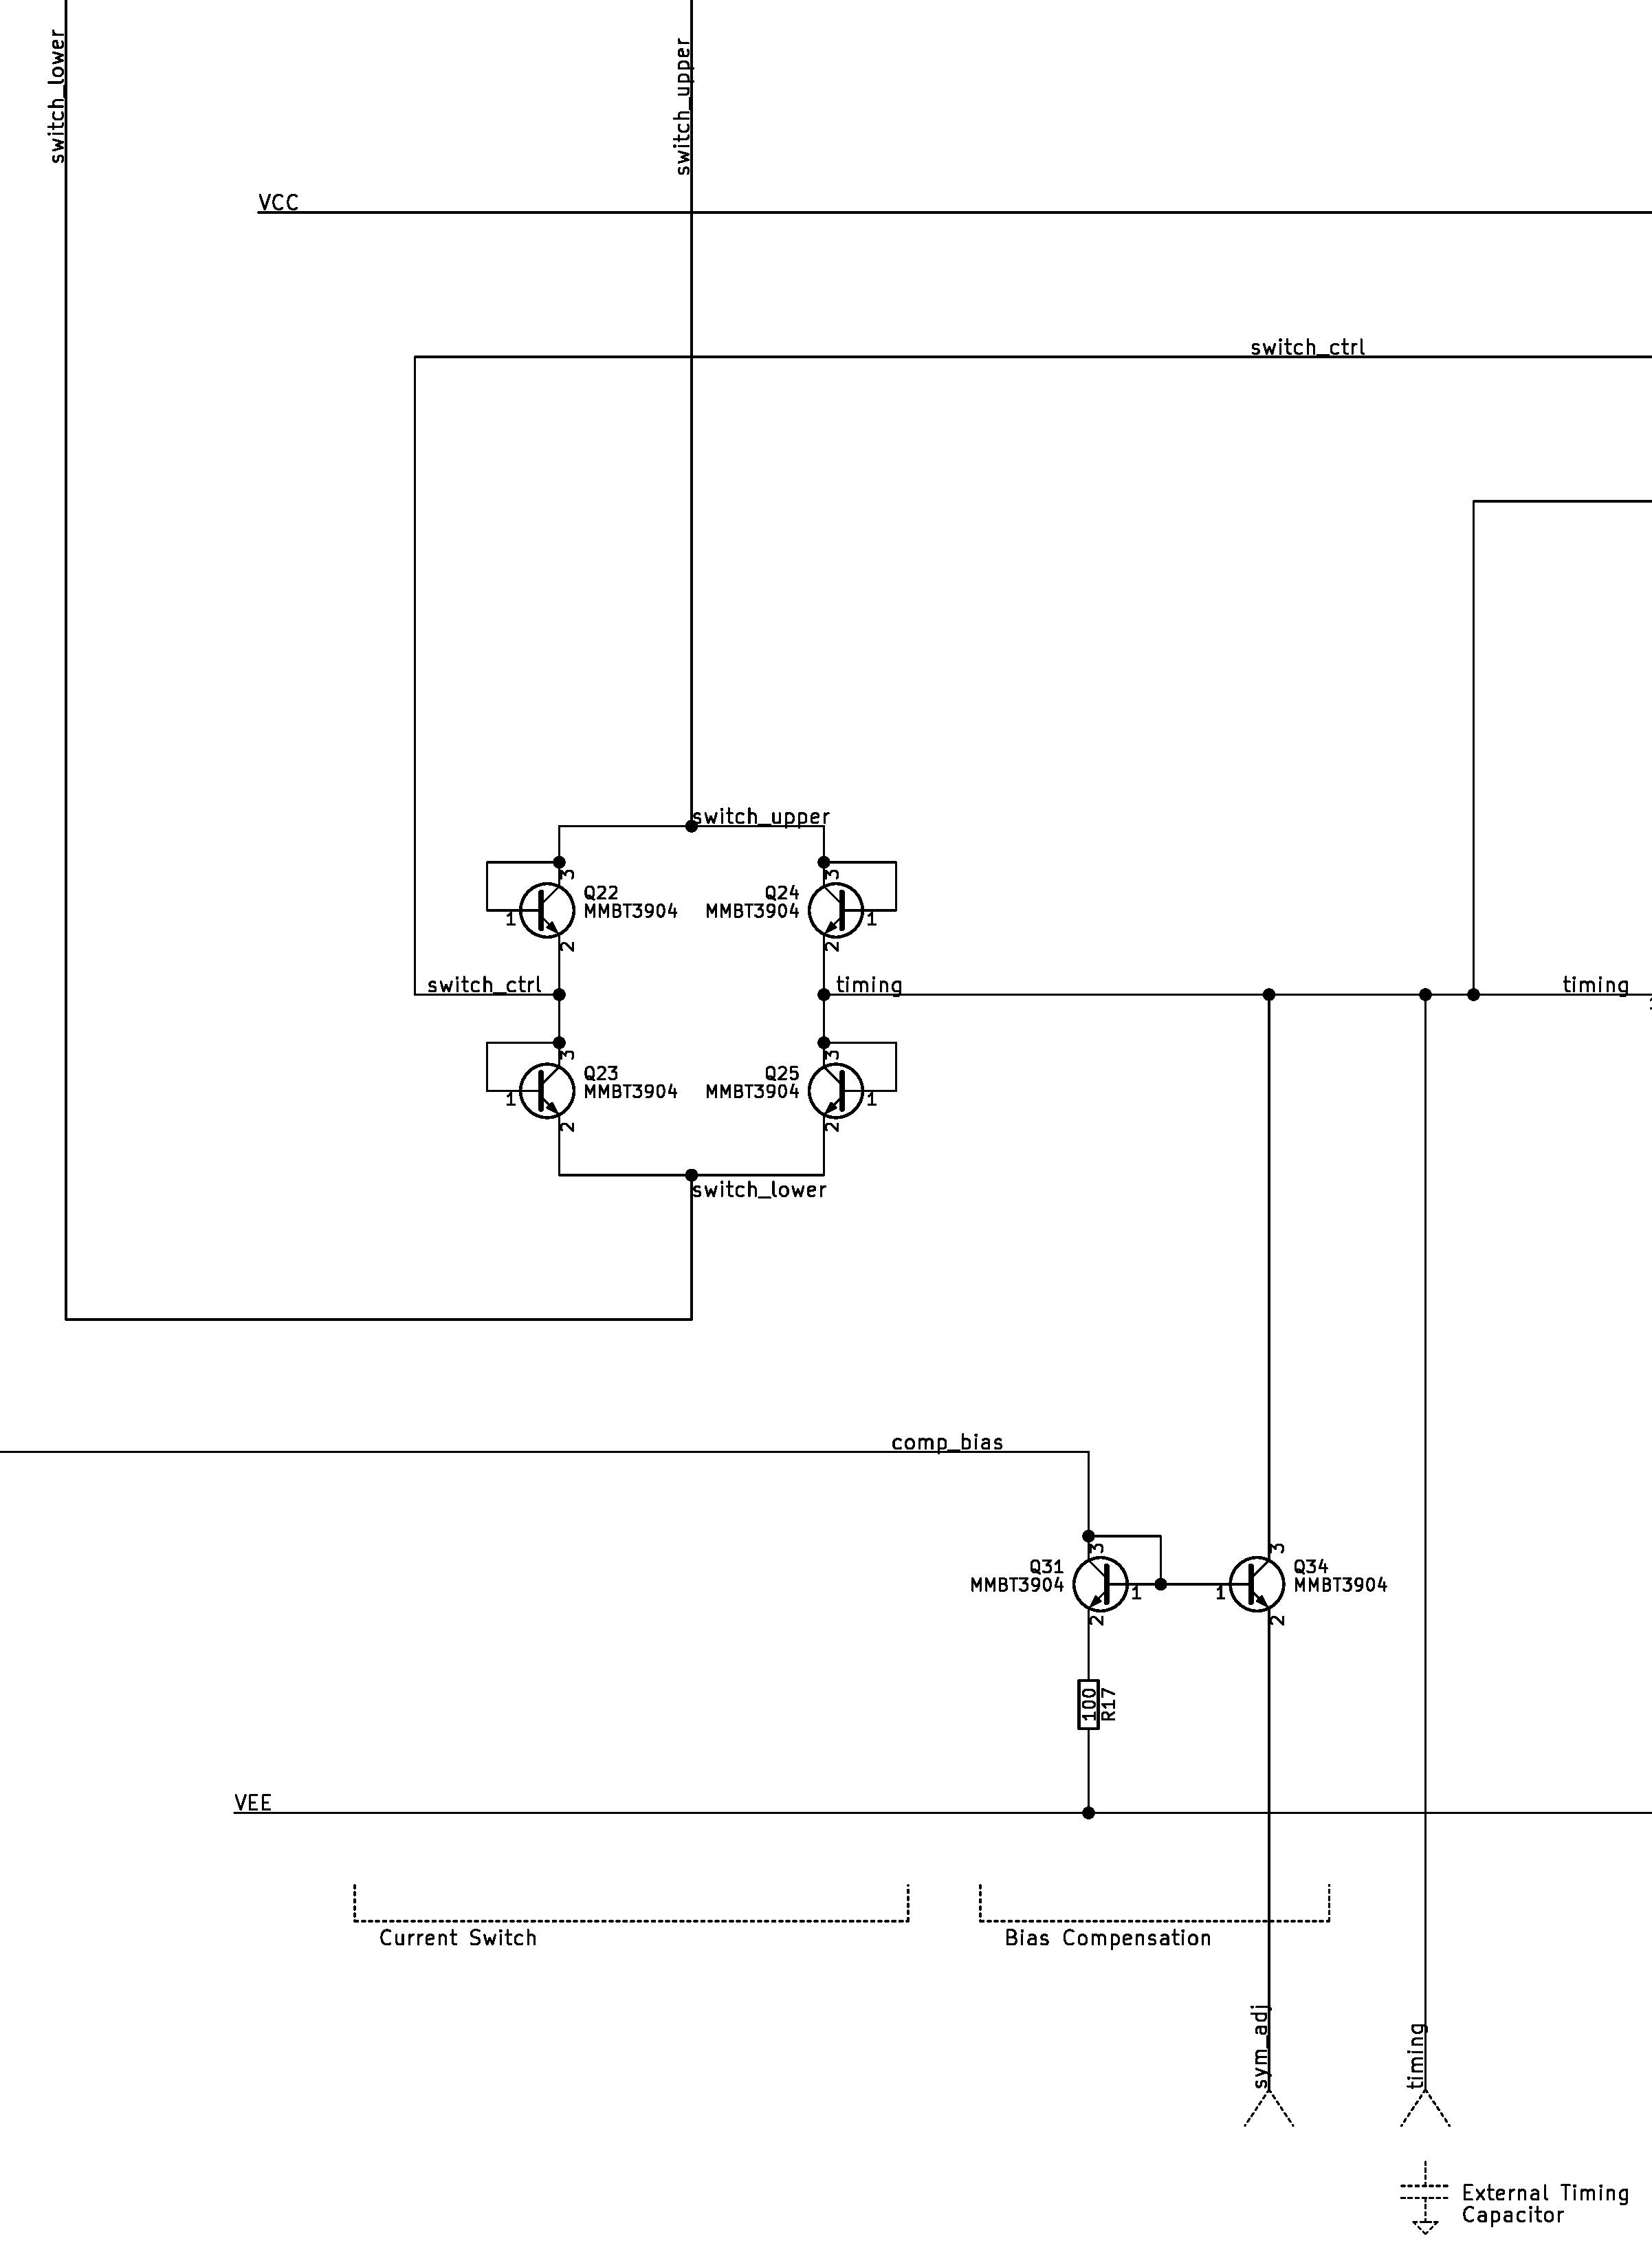 switch_lower
switch_upper
VCC
switch_ctrl
switch_upper
3
3
Q22
MMBT3904
Q24
MMBT3904
1
1
2
2
switch_ctrl
timing
timing
3
3
Q23
MMBT3904
Q25
MMBT3904
1
1
2
2
switch_lower
comp_bias
3
3
Q31
MMBT3904
Q34
MMBT3904
1
1
2
2
100
R17
VEE
Current Switch
Bias Compensation
sym_adj
timing
External Timing
Capacitor